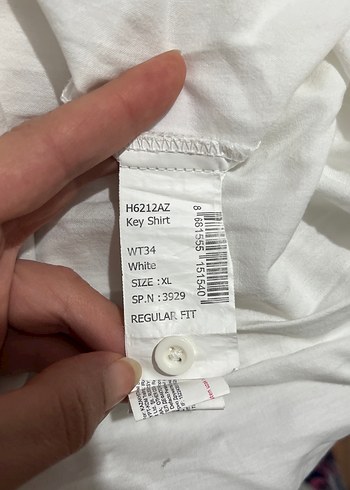 H6212AZ
Key Shirt
WT34
White
SIZE :XL
SP.N :3929
REGULAR FIT
8 681555 151540